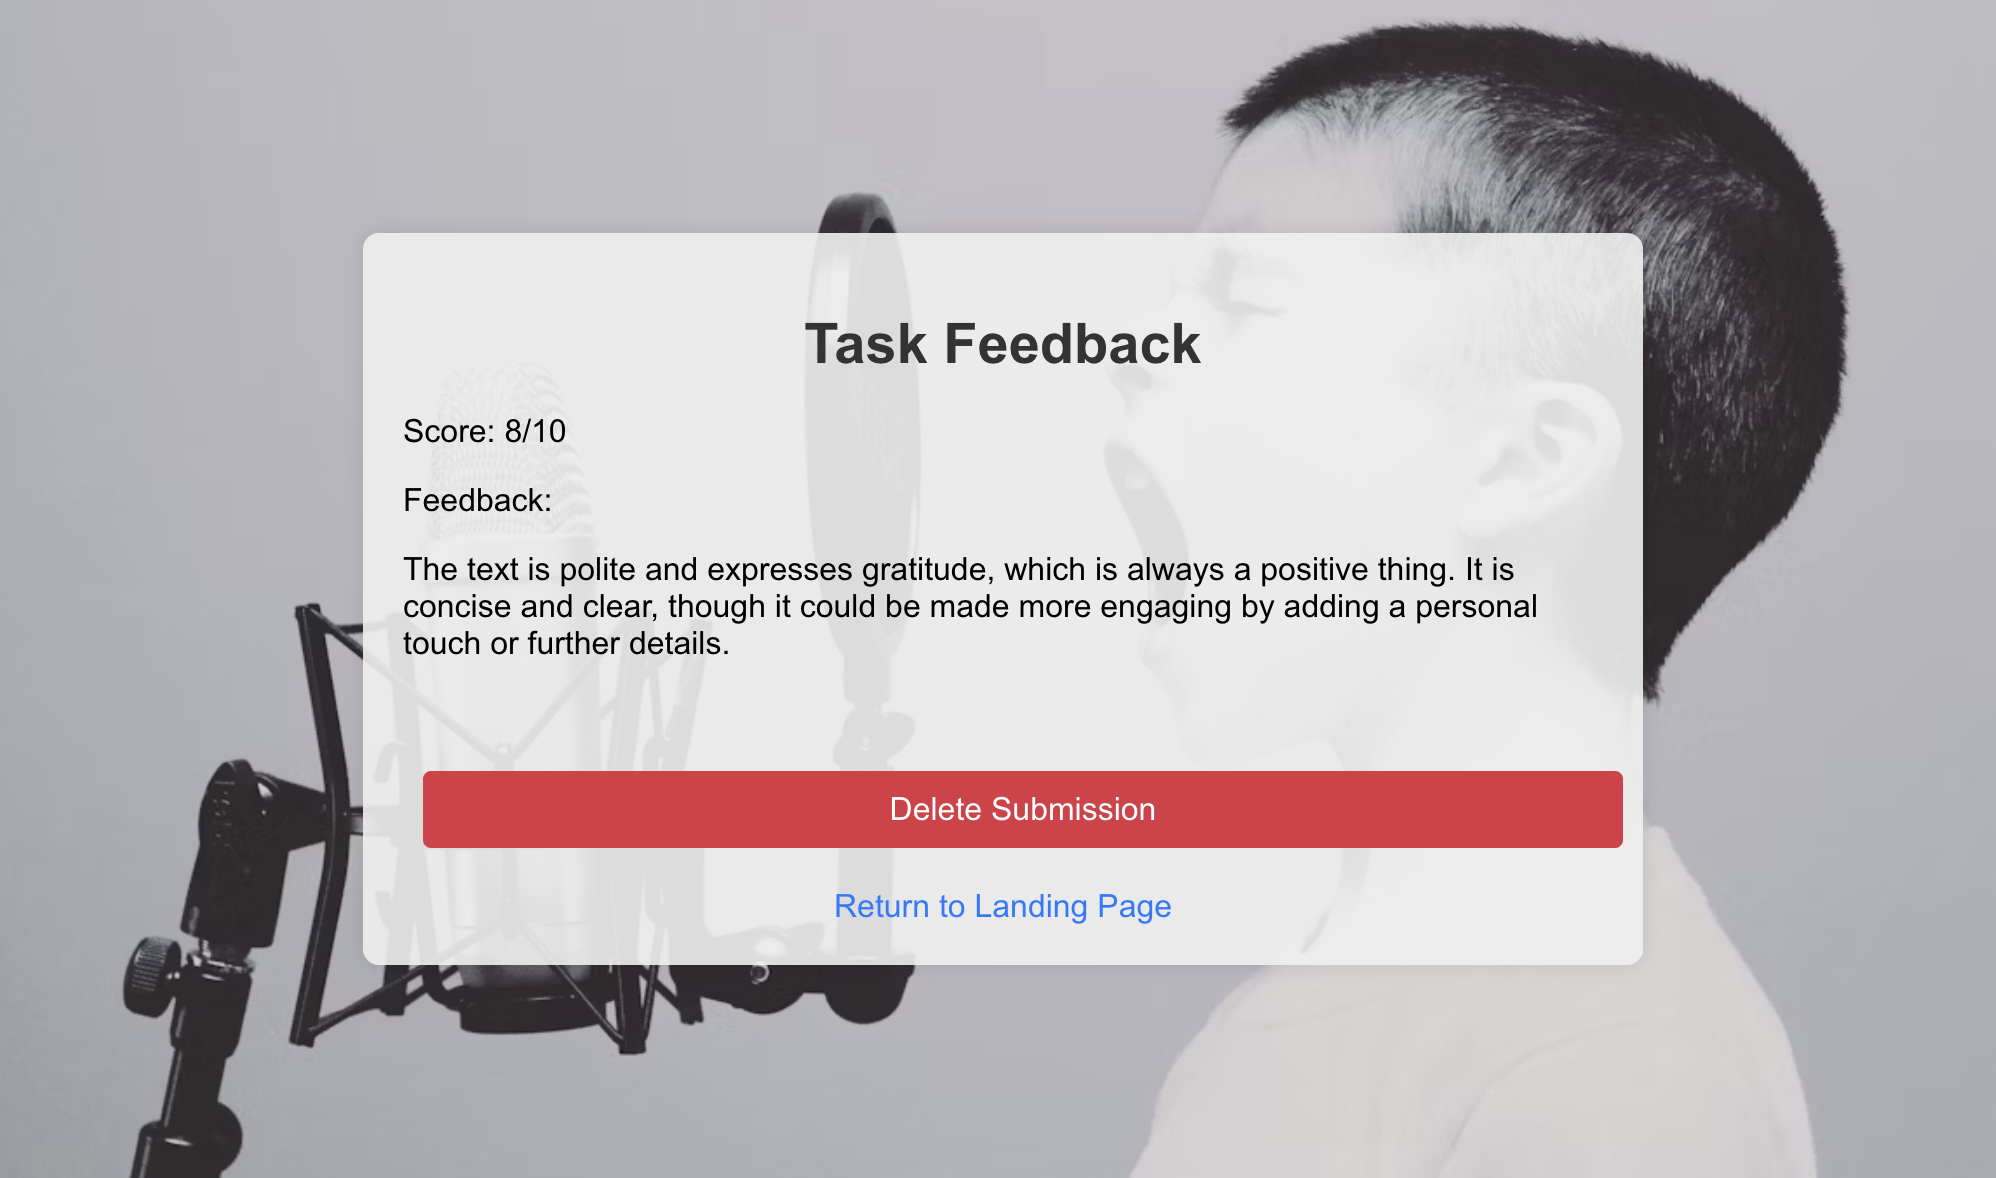 Task Feedback
Score: 8/10
Feedback:
The text is polite and expresses gratitude, which is always a positive thing. It is
concise and clear, though it could be made more engaging by adding a personal
touch or further details.
Delete Submission
Return to Landing Page